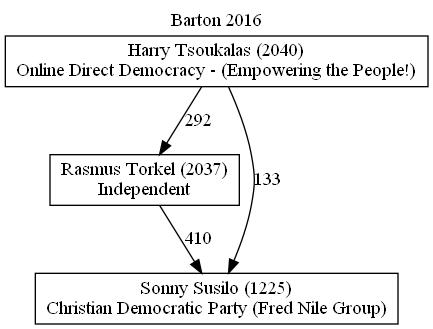 Barton 2016
Harry Tsoukalas (2040)
Online Direct Democracy - (Empowering the People!)
292
Rasmus Torkel (2037)
Independent
133
410
Sonny Susilo (1225)
Christian Democratic Party (Fred Nile Group)